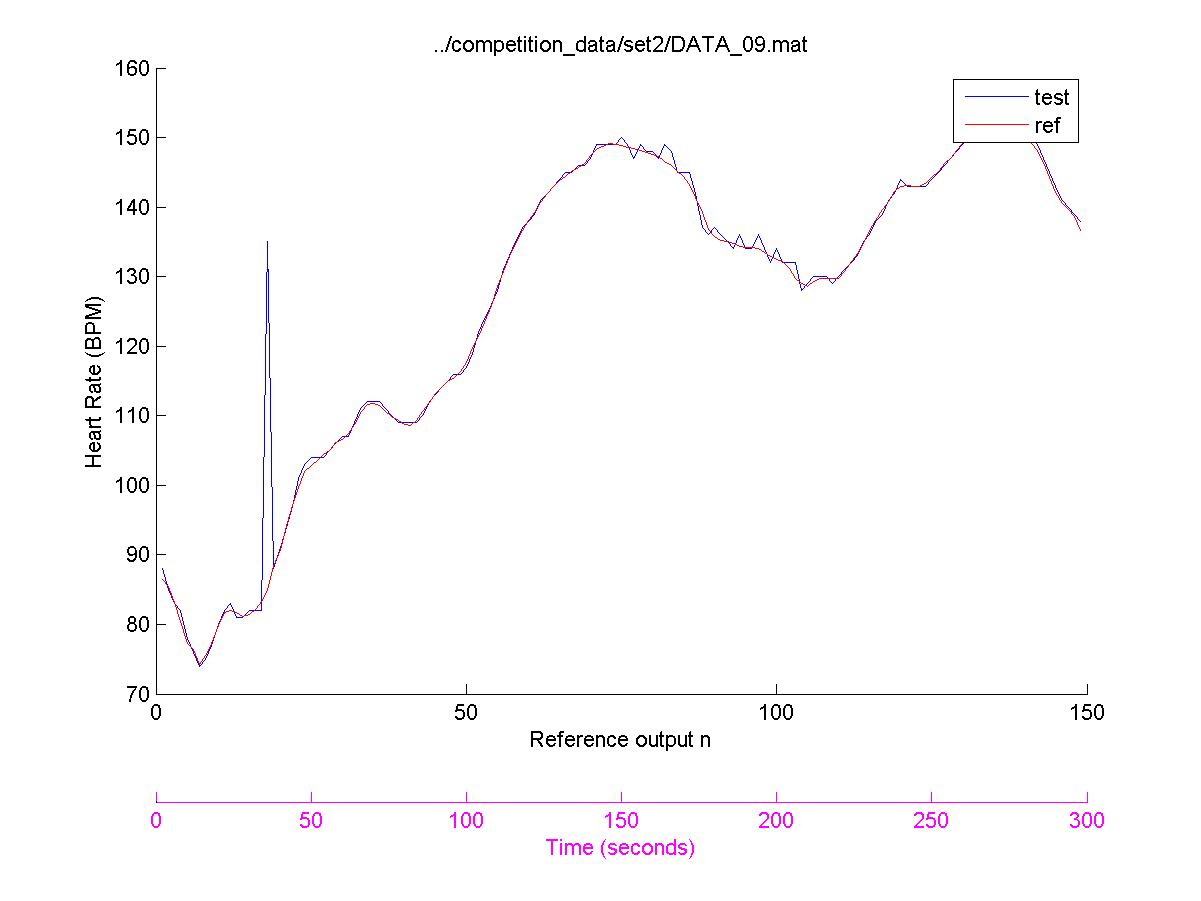 ../competition_data/set2/DATA_09.mat
160
150
140
130
120
110
100
90
80
70
Heart Rate (BPM)
test
ref
0 50 100 150
Reference output n
0 50 100 150 200 250 300
Time (seconds)